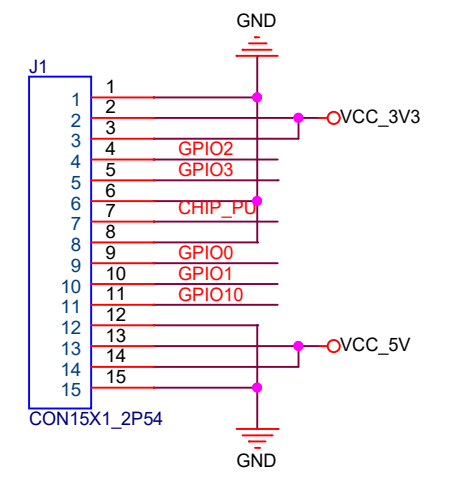 GND
J1
1 1
2 2 VCC_3V3
3 3
4 4 GPIO2
5 5 GPIO3
6 6
7 7 CHIP_PU
8 8
9 9 GPIO0
10 10 GPIO1
11 11 GPIO10
12 12
13 13 VCC_5V
14 14
15 15
CON15X1_2P54
GND